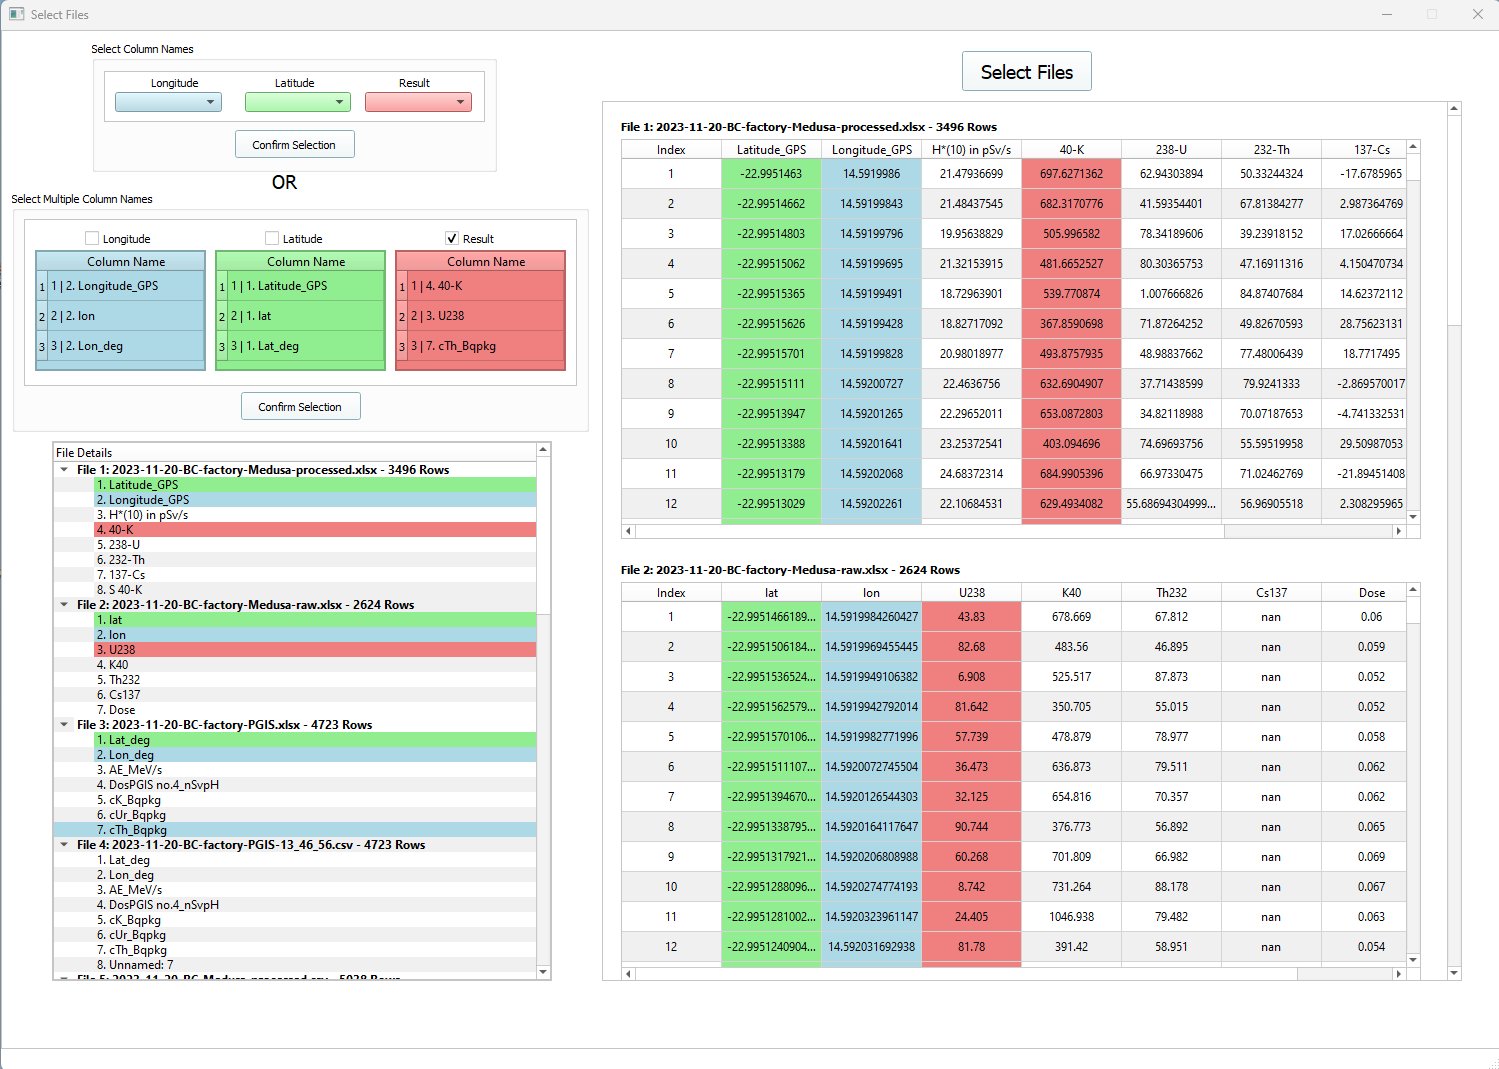 Select Files
Select Column Names
Longitude Latitude Result
Confirm Selection
OR
Select Multiple Column Names
Longitude Latitude Result
Column Name Column Name Column Name
1 1 | 2. Longitude_GPS 1 1 | 1. Latitude_GPS 1 1 | 4. 40-K
2 2 | 2. lon 2 2 | 1. lat 2 2 | 3. U238
3 3 | 2. Lon_deg 3 3 | 1. Lat_deg 3 3 | 7. cTh_Bqpkg
Confirm Selection
File Details
File 1: 2023-11-20-BC-factory-Medusa-processed.xlsx - 3496 Rows
1. Latitude_GPS
2. Longitude_GPS
3. H*(10) in pSv/s
4. 40-K
5. 238-U
6. 232-Th
7. 137-Cs
8. S 40-K
File 2: 2023-11-20-BC-factory-Medusa-raw.xlsx - 2624 Rows
1. lat
2. lon
3. U238
4. K40
5. Th232
6. Cs137
7. Dose
File 3: 2023-11-20-BC-factory-PGIS.xlsx - 4723 Rows
1. Lat_deg
2. Lon_deg
3. AE_MeV/s
4. DosPGIS no.4_nSvpH
5. cK_Bqpkg
6. cUr_Bqpkg
7. cTh_Bqpkg
File 4: 2023-11-20-BC-factory-PGIS-13_46_56.csv - 4723 Rows
1. Lat_deg
2. Lon_deg
3. AE_MeV/s
4. DosPGIS no.4_nSvpH
5. cK_Bqpkg
6. cUr_Bqpkg
7. cTh_Bqpkg
8. Unnamed: 7
Select Files
File 1: 2023-11-20-BC-factory-Medusa-processed.xlsx - 3496 Rows
Index Latitude_GPS Longitude_GPS H*(10) in pSv/s 40-K 238-U 232-Th 137-Cs
1 -22.9951463 14.5919986 21.47936699 697.6271362 62.94303894 50.33244324 -17.6785965
2 -22.99514662 14.59199843 21.48437545 682.3170776 41.59354401 67.81384277 2.987364769
3 -22.99514803 14.59199796 19.95638829 505.996582 78.34189606 39.23918152 17.02666664
4 -22.99515062 14.59199695 21.32153915 481.6652527 80.30365753 47.16911316 4.150470734
5 -22.99515365 14.59199491 18.72963901 539.770874 1.007666826 84.87407684 14.62372112
6 -22.99515626 14.59199428 18.82717092 367.8590698 71.87264252 49.82670593 28.75623131
7 -22.99515701 14.59199828 20.98018977 493.8757935 48.98837662 77.48006439 18.7717495
8 -22.99515111 14.59200727 22.4636756 632.6904907 37.71438599 79.9241333 -2.869570017
9 -22.99513947 14.59201265 22.29652011 653.0872803 34.82118988 70.07187653 -4.741332531
10 -22.99513388 14.59201641 23.25372541 403.094696 74.69693756 55.59519958 29.50987053
11 -22.99513179 14.59202068 24.68372314 684.9905396 66.97330475 71.02462769 -21.89451408
12 -22.99513029 14.59202261 22.10684531 629.4934082 55.68694304999... 56.96905518 2.308295965
File 2: 2023-11-20-BC-factory-Medusa-raw.xlsx - 2624 Rows
Index lat lon U238 K40 Th232 Cs137 Dose
1 -22.9951466189... 14.5919984260427 43.83 678.669 67.812 nan 0.06
2 -22.9951506184... 14.5919969455445 82.68 483.56 46.895 nan 0.059
3 -22.9951536524... 14.5919949106382 6.908 525.517 87.873 nan 0.052
4 -22.9951562579... 14.5919942792014 81.642 350.705 55.015 nan 0.052
5 -22.9951570106... 14.5919982771996 57.739 478.879 78.977 nan 0.058
6 -22.9951511107... 14.5920072745504 36.473 636.873 79.511 nan 0.062
7 -22.9951394670... 14.5920126544303 32.125 654.816 70.357 nan 0.062
8 -22.9951338795... 14.5920164117647 90.744 376.773 56.892 nan 0.065
9 -22.9951317921... 14.5920206808988 60.268 701.809 66.982 nan 0.069
10 -22.9951288096... 14.5920274774193 8.742 731.264 88.178 nan 0.067
11 -22.9951281002... 14.5920323961147 24.405 1046.938 79.482 nan 0.063
12 -22.9951240904... 14.592031692938 81.78 391.42 58.951 nan 0.054